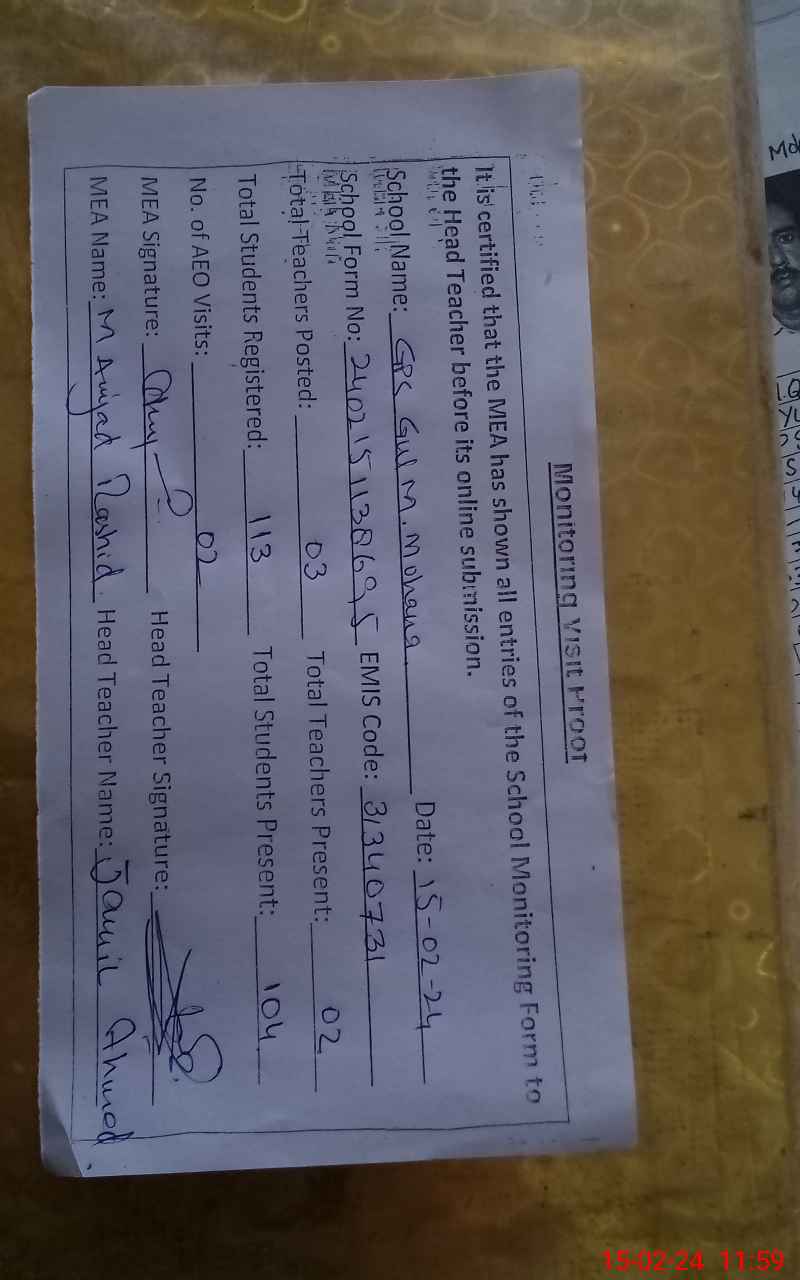 Monitoring Visit Proof
It is certified that the MEA has shown all entries of the School Monitoring Form to
the Head Teacher before its online submission.
School Name: GPS Gul M. Mohana Date: 15-02-24
School Form No: EMIS Code: 31340731
Total Teachers Posted: 03 Total Teachers Present: 02
Total Students Registered: 113 Total Students Present: 104
No. of AEO Visits: 02
MEA Signature: Head Teacher Signature:
MEA Name: M Amjad Rashid. Head Teacher Name: Jamil Ahmed
15-02-24 11:59